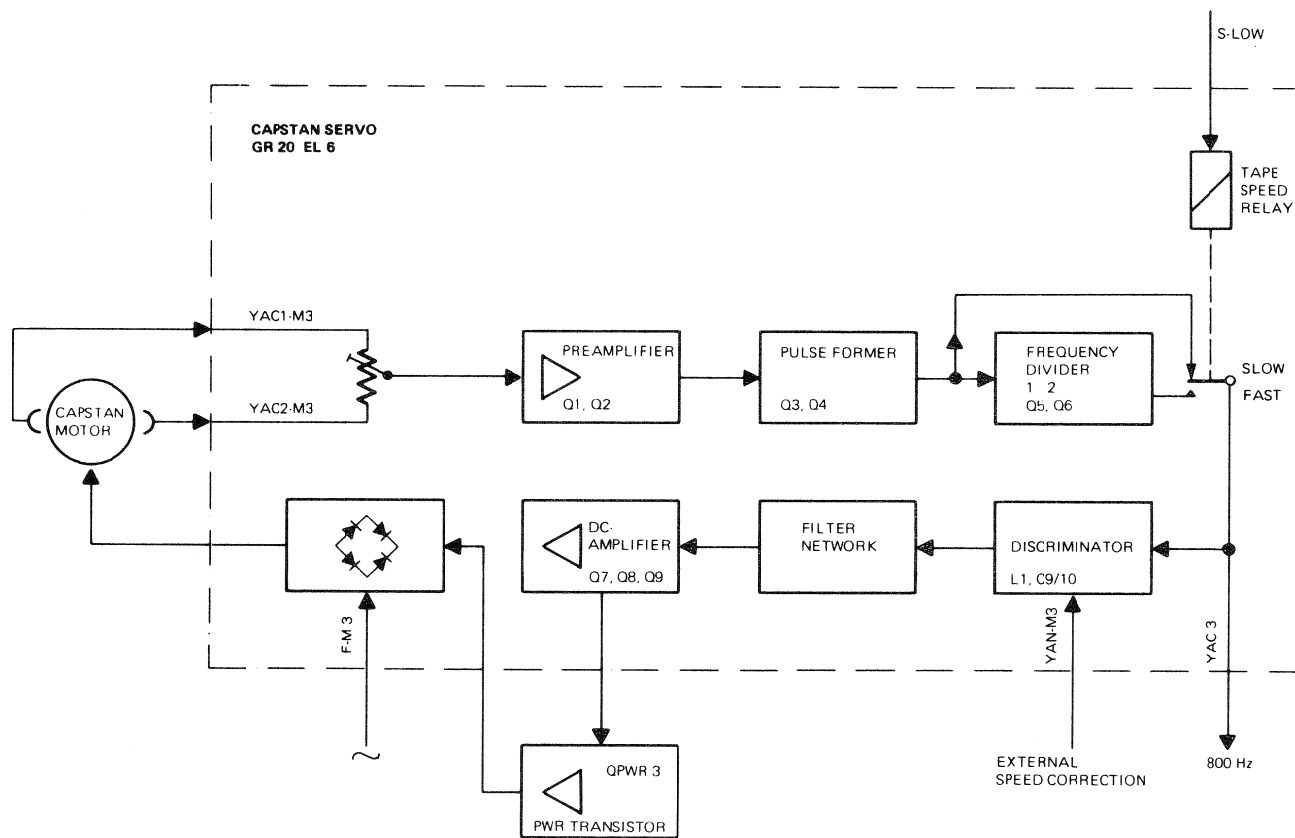 S-LOW
CAPSTAN SERVO
GR 20 EL 6
TAPE
SPEED
RELAY
YAC1-M3
YAC2-M3
CAPSTAN
MOTOR
PREAMPLIFIER
Q1, Q2
PULSE FORMER
Q3, Q4
FREQUENCY
DIVIDER
1 2
Q5, Q6
SLOW
FAST
DC-
AMPLIFIER
Q7, Q8, Q9
FILTER
NETWORK
DISCRIMINATOR
L1, C9/10
F-M 3
YAN-M3
YAC 3
QPWR 3
PWR TRANSISTOR
EXTERNAL
SPEED CORRECTION
800 Hz